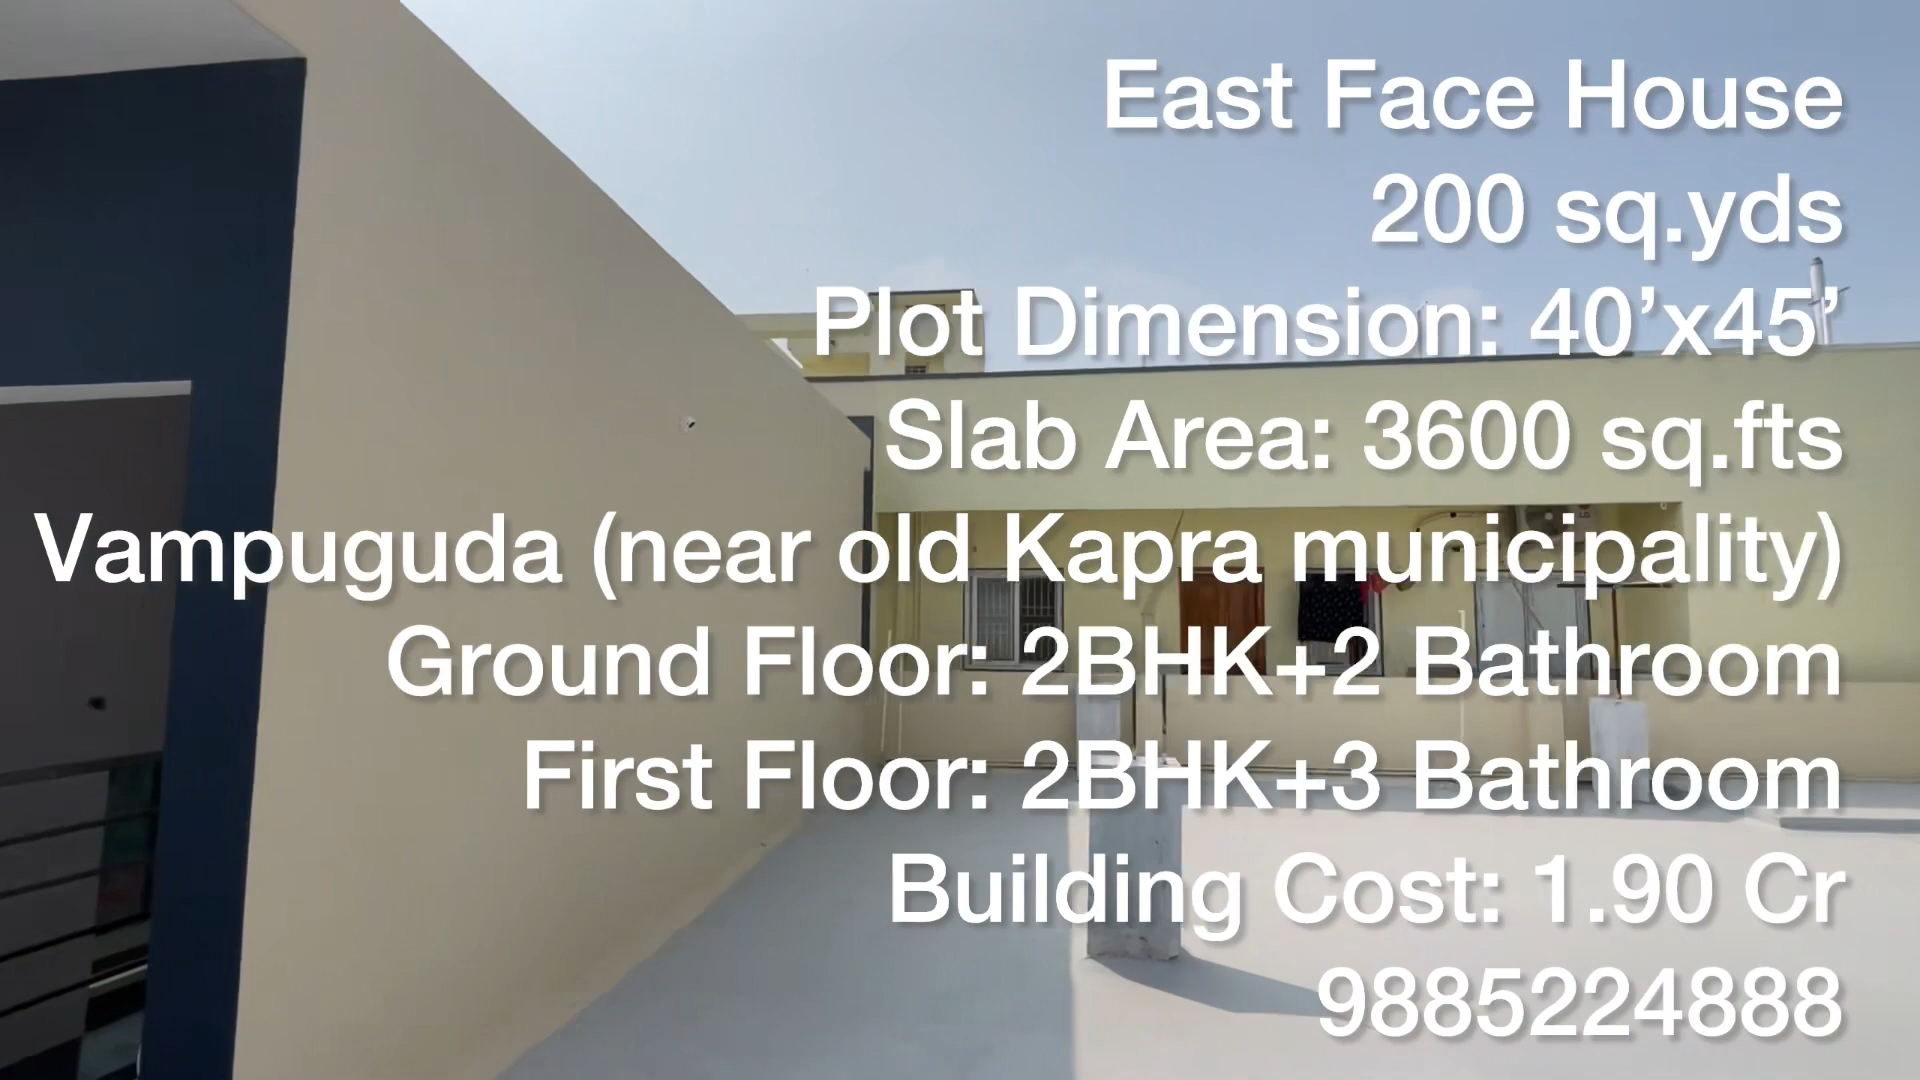 East Face House
200 sq.yds
Plot Dimension: 40’x45’
Slab Area: 3600 sq.fts
Vampuguda (near old Kapra municipality)
Ground Floor: 2BHK+2 Bathroom
First Floor: 2BHK+3 Bathroom
Building Cost: 1.90 Cr
9885224888